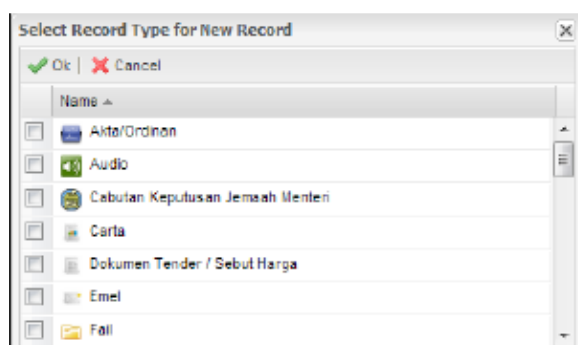 Select Record Type for New Record
Ok | Cancel
Name
Akta/Ordinan
Audio
Cabutan Keputusan Jemaah Menteri
Carta
Dokumen Tender / Sebut Harga
Emel
Fail